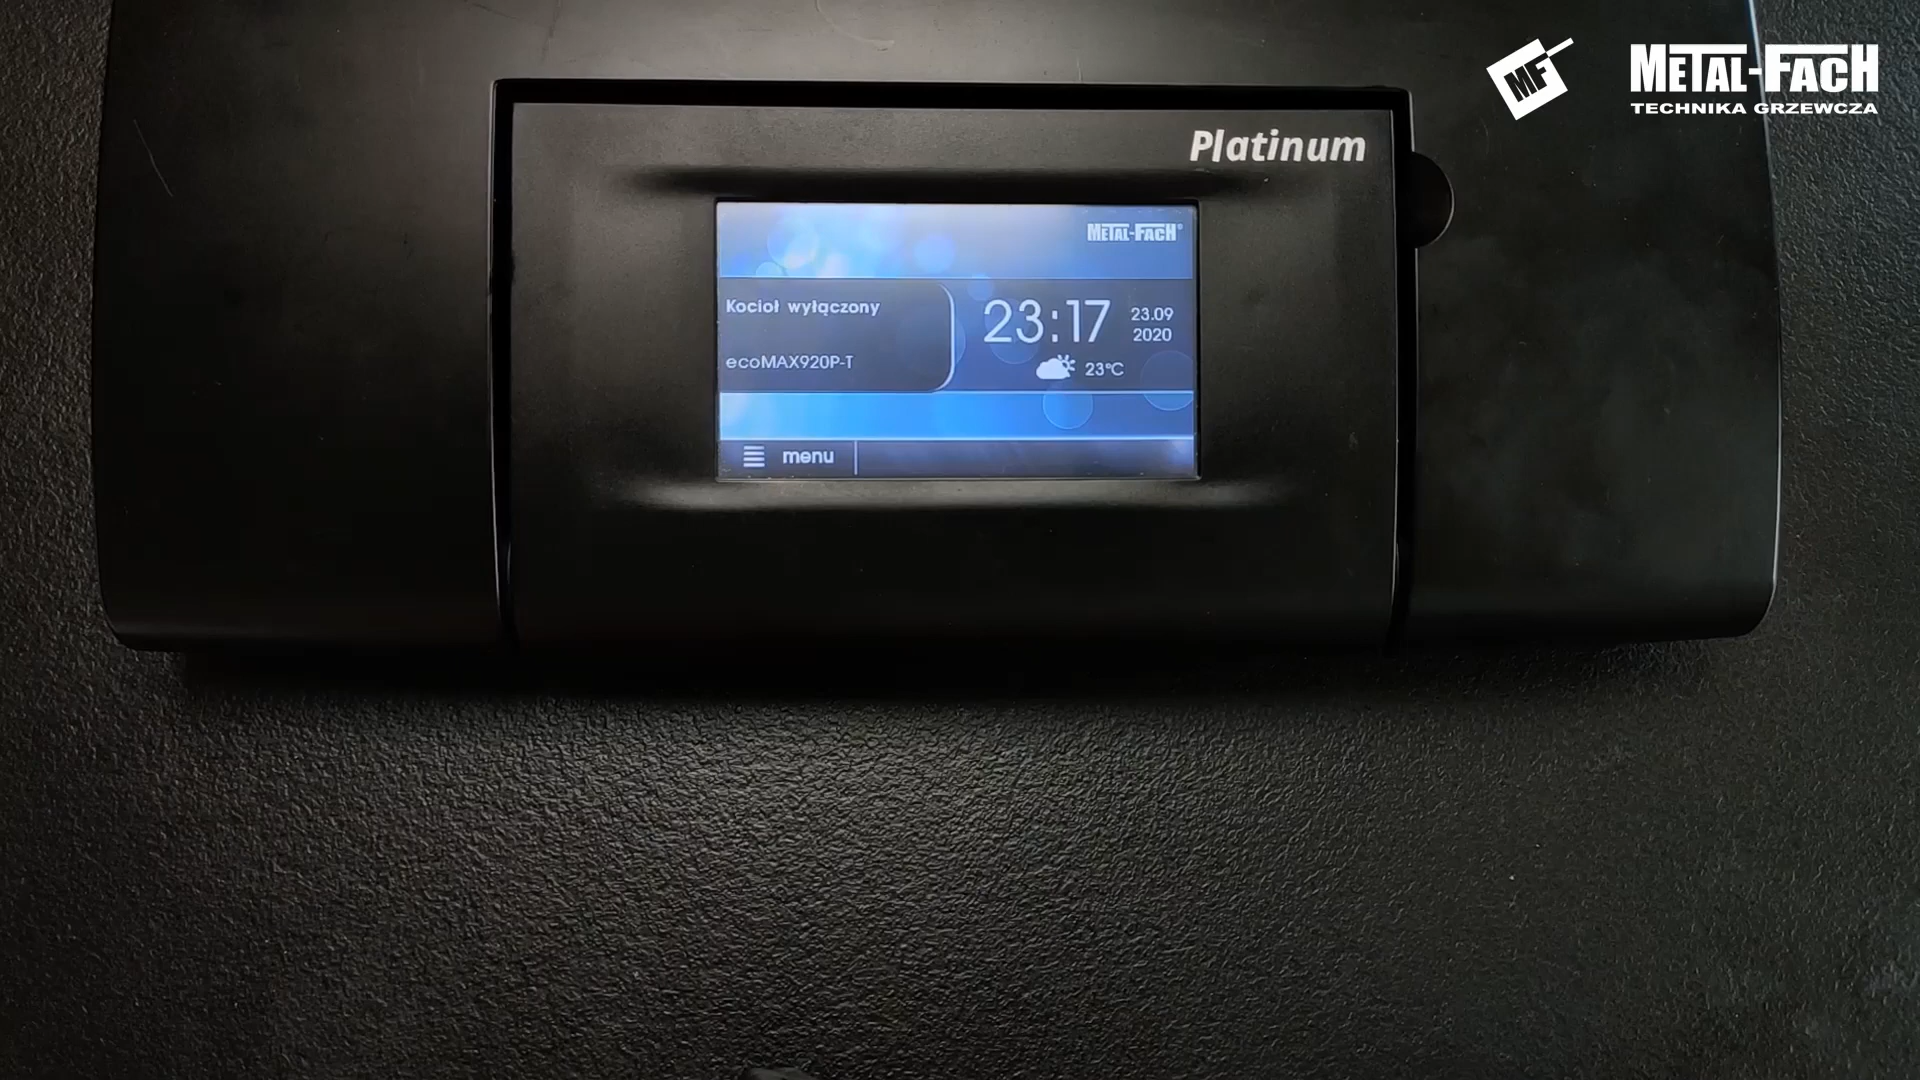 MF
METAL-FACH
TECHNIKA GRZEWCZA
Platinum
METAL-FACH®
Kocioł wyłączony
23:17
23.09
2020
ecoMAX920P-T
23°C
menu